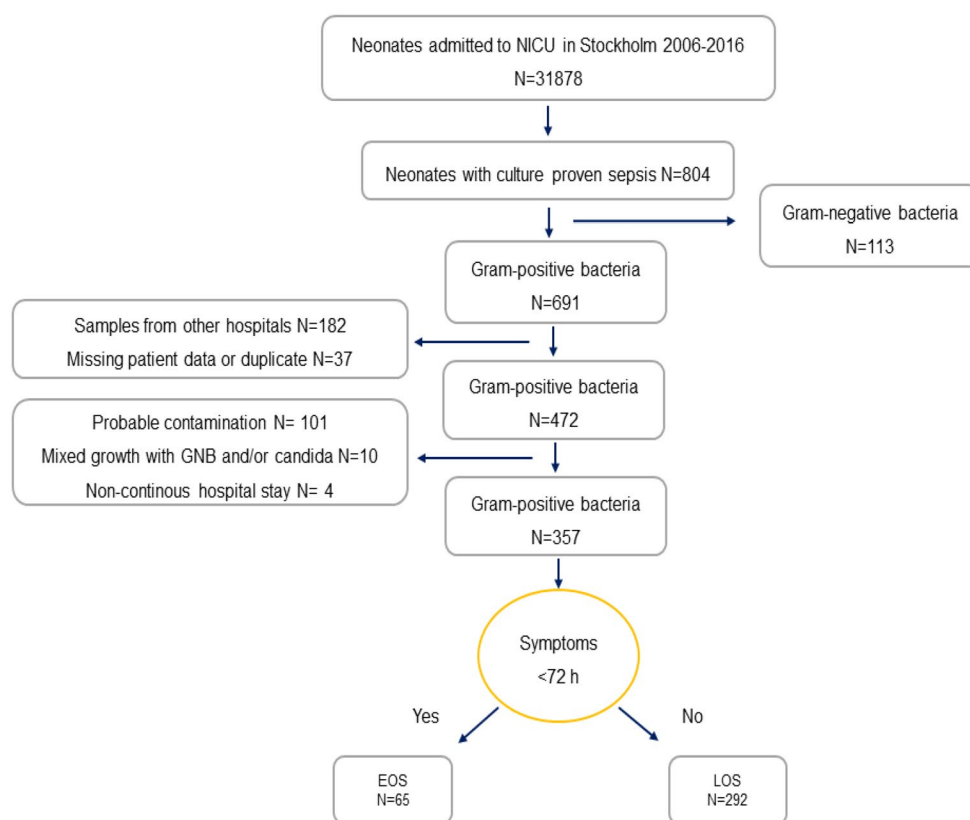 Neonates admitted to NICU in Stockholm 2006-2016
N=31878
Neonates with culture proven sepsis N=804
Gram-negative bacteria
N=113
Gram-positive bacteria
N=691
Samples from other hospitals N=182
Missing patient data or duplicate N=37
Gram-positive bacteria
N=472
Probable contamination N= 101
Mixed growth with GNB and/or candida N=10
Non-continous hospital stay N= 4
Gram-positive bacteria
N=357
Symptoms
<72 h
Yes
No
EOS
N=65
LOS
N=292